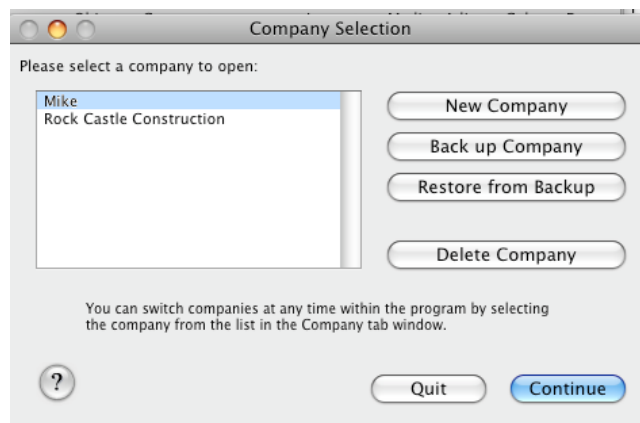 Company Selection
Please select a company to open:
Mike
Rock Castle Construction
New Company
Back up Company
Restore from Backup
Delete Company
You can switch companies at any time within the program by selecting
the company from the list in the Company tab window.
?
Quit
Continue